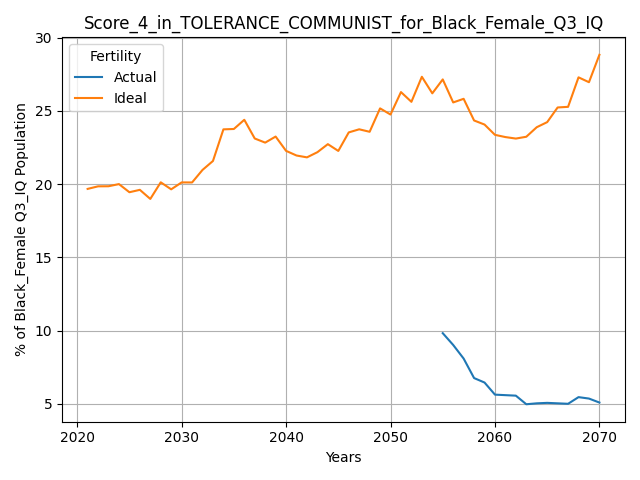 Score_4_in_TOLERANCE_COMMUNIST_for_Black_Female_Q3_IQ
Fertility
Actual
Ideal
% of Black_Female Q3_IQ Population
30
25
20
15
10
5
2020 2030 2040 2050 2060 2070
Years